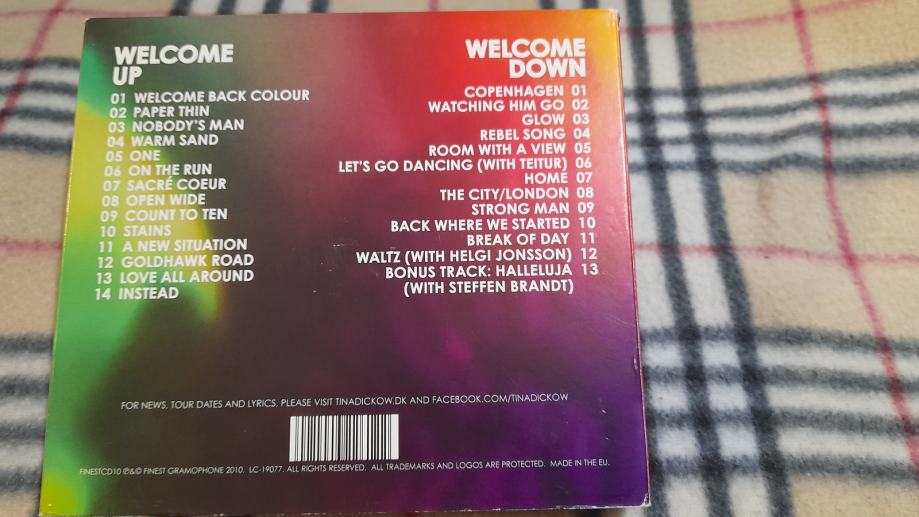 WELCOME
UP
01 WELCOME BACK COLOUR
02 PAPER THIN
03 NOBODY'S MAN
04 WARM SAND
05 ONE
06 ON THE RUN
07 SACRÉ COEUR
08 OPEN WIDE
09 COUNT TO TEN
10 STAINS
11 A NEW SITUATION
12 GOLDHAWK ROAD
13 LOVE ALL AROUND
14 INSTEAD
WELCOME
DOWN
COPENHAGEN 01
WATCHING HIM GO 02
GLOW 03
REBEL SONG 04
ROOM WITH A VIEW 05
LET'S GO DANCING (WITH TEITUR) 06
HOME 07
THE CITY/LONDON 08
STRONG MAN 09
BACK WHERE WE STARTED 10
BREAK OF DAY 11
WALTZ (WITH HELGI JONSSON) 12
BONUS TRACK: HALLELUJA 13
(WITH STEFFEN BRANDT)
FOR NEWS, TOUR DATES AND LYRICS, PLEASE VISIT TINADICKOW.DK AND FACEBOOK.COM/TINADICKOW
FINESTCD10 ℗&© FINEST GRAMOPHONE 2010. LC-19077. ALL RIGHTS RESERVED. ALL TRADEMARKS AND LOGOS ARE PROTECTED. MADE IN THE EU.